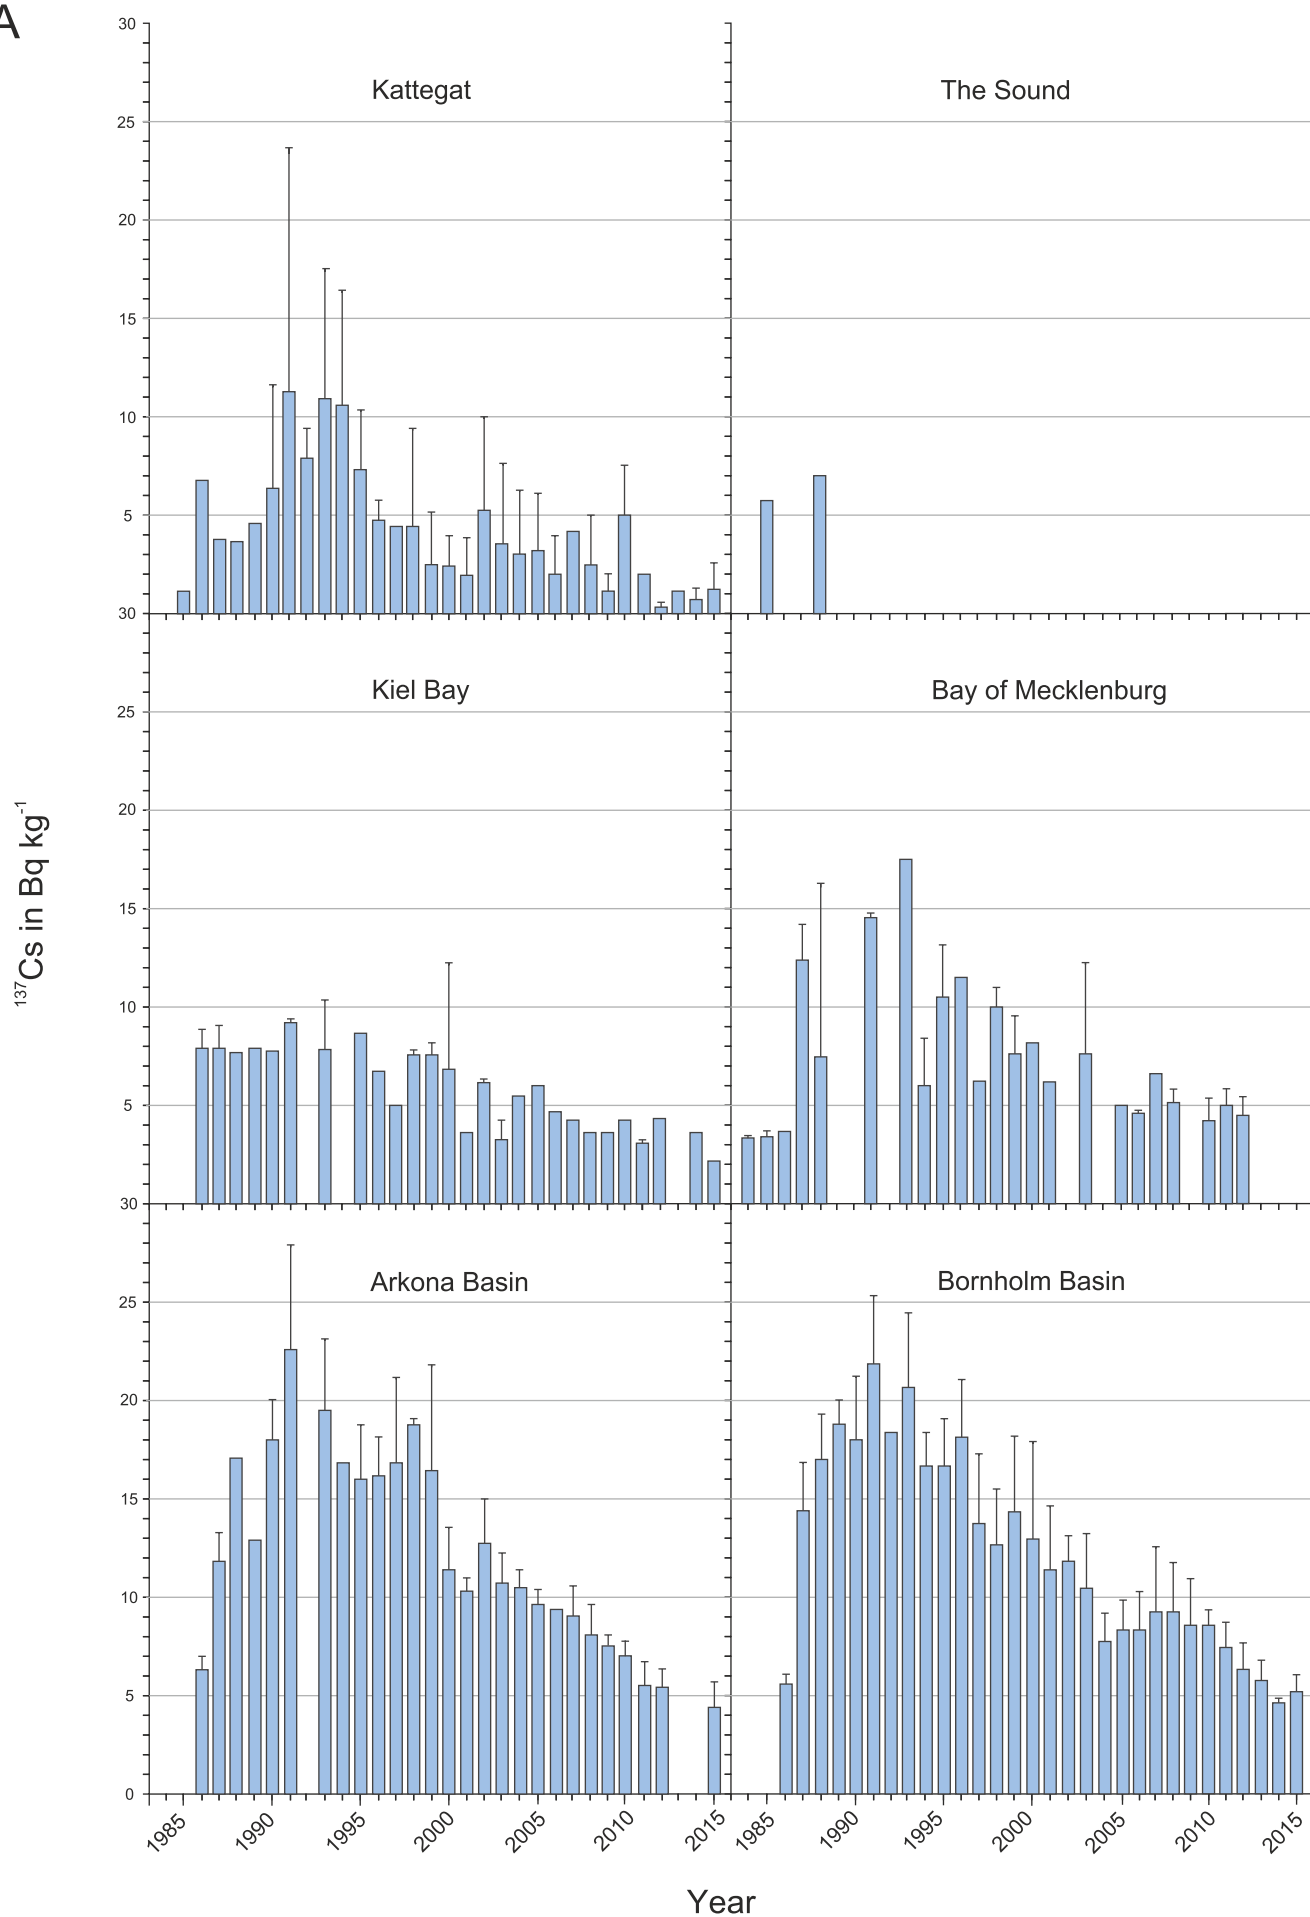 A
30
Kattegat
The Sound
25
20
15
10
5
30
Kiel Bay
Bay of Mecklenburg
25
20
15
10
5
30
Arkona Basin
Bornholm Basin
25
20
15
10
5
0
¹³⁷Cs in Bq kg⁻¹
1985 1990 1995 2000 2005 2010 2015 1985 1990 1995 2000 2005 2010 2015
Year